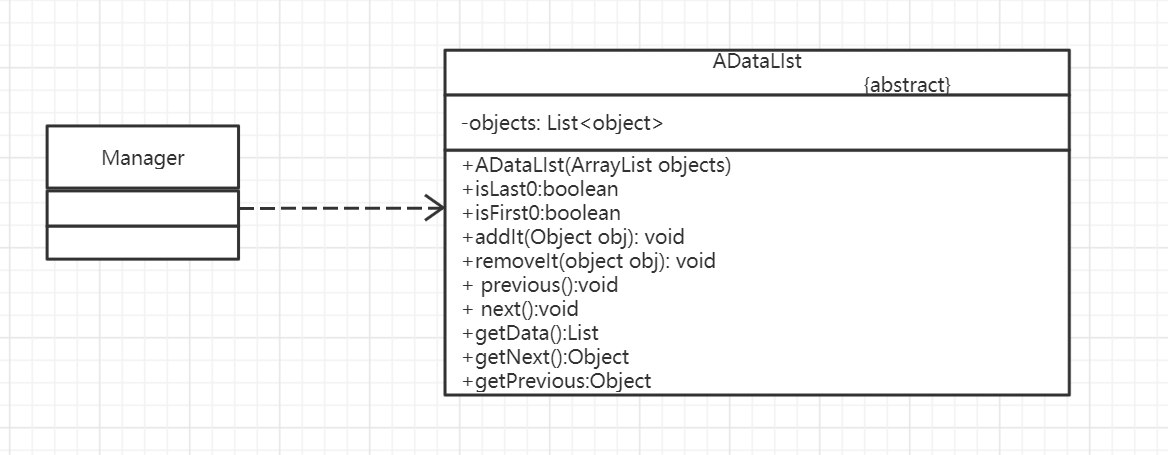 ADataLIst
{abstract}
-objects: List<object>
Manager
+ADataLIst(ArrayList objects)
+isLast0:boolean
+isFirst0:boolean
+addIt(Object obj): void
+removeIt(object obj): void
+ previous():void
+ next():void
+getData():List
+getNext():Object
+getPrevious:Object